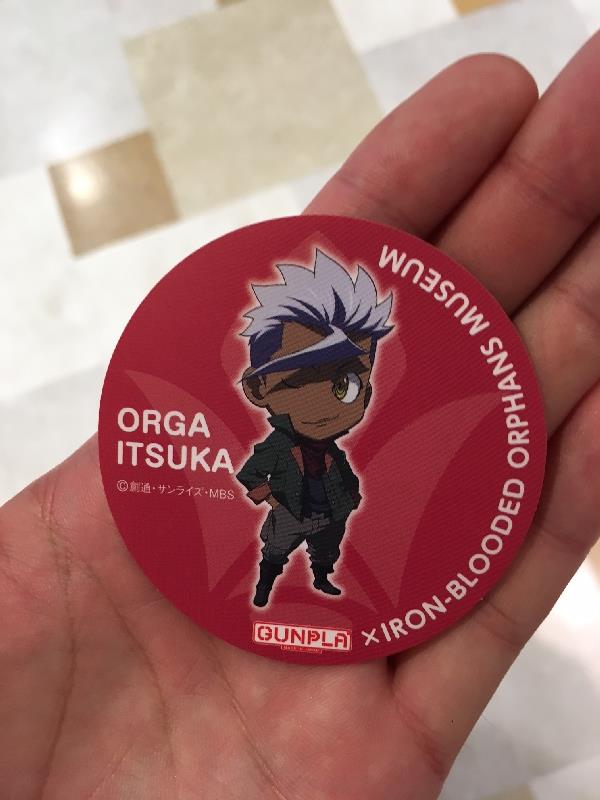 ORGA
ITSUKA
©創通・サンライズ・MBS
GUNPLA
×IRON-BLOODED ORPHANS MUSEUM